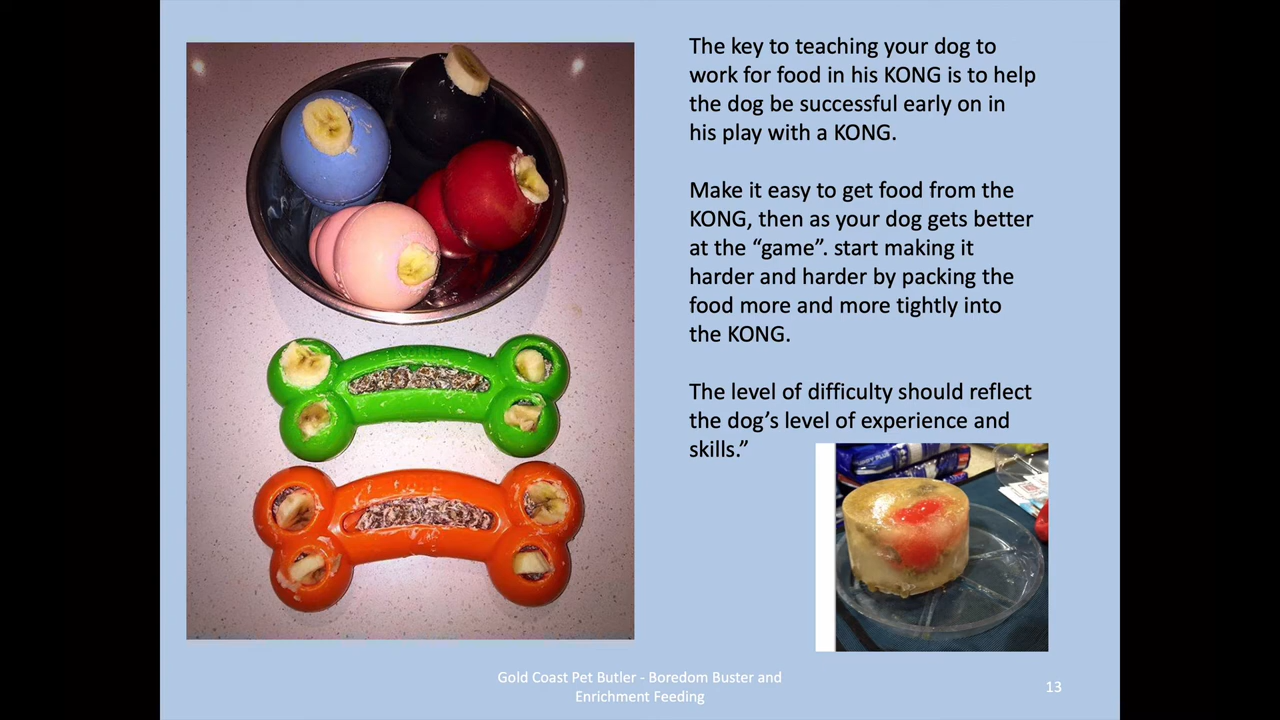 The key to teaching your dog to
work for food in his KONG is to help
the dog be successful early on in
his play with a KONG.
Make it easy to get food from the
KONG, then as your dog gets better
at the “game”. start making it
harder and harder by packing the
food more and more tightly into
the KONG.
The level of difficulty should reflect
the dog’s level of experience and
skills.”
Gold Coast Pet Butler - Boredom Buster and
Enrichment Feeding
13